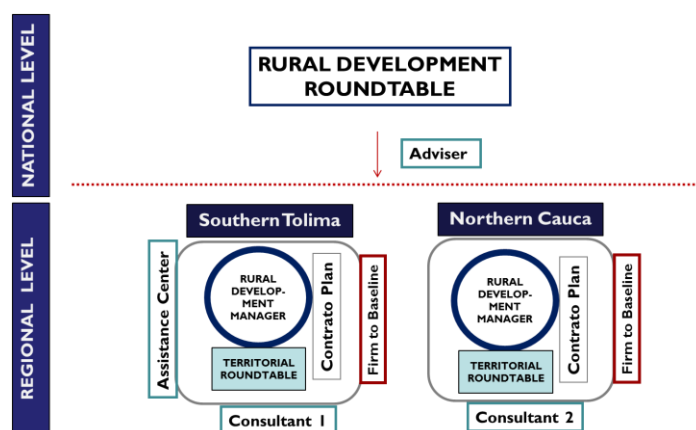 NATIONAL LEVEL
RURAL DEVELOPMENT
ROUNDTABLE
Adviser
REGIONAL LEVEL
Southern Tolima
Assistance Center
RURAL
DEVELOP-
MENT
MANAGER
Contrato Plan
Firm to Baseline
TERRITORIAL
ROUNDTABLE
Consultant 1
Northern Cauca
RURAL
DEVELOP-
MENT
MANAGER
Contrato Plan
Firm to Baseline
TERRITORIAL
ROUNDTABLE
Consultant 2